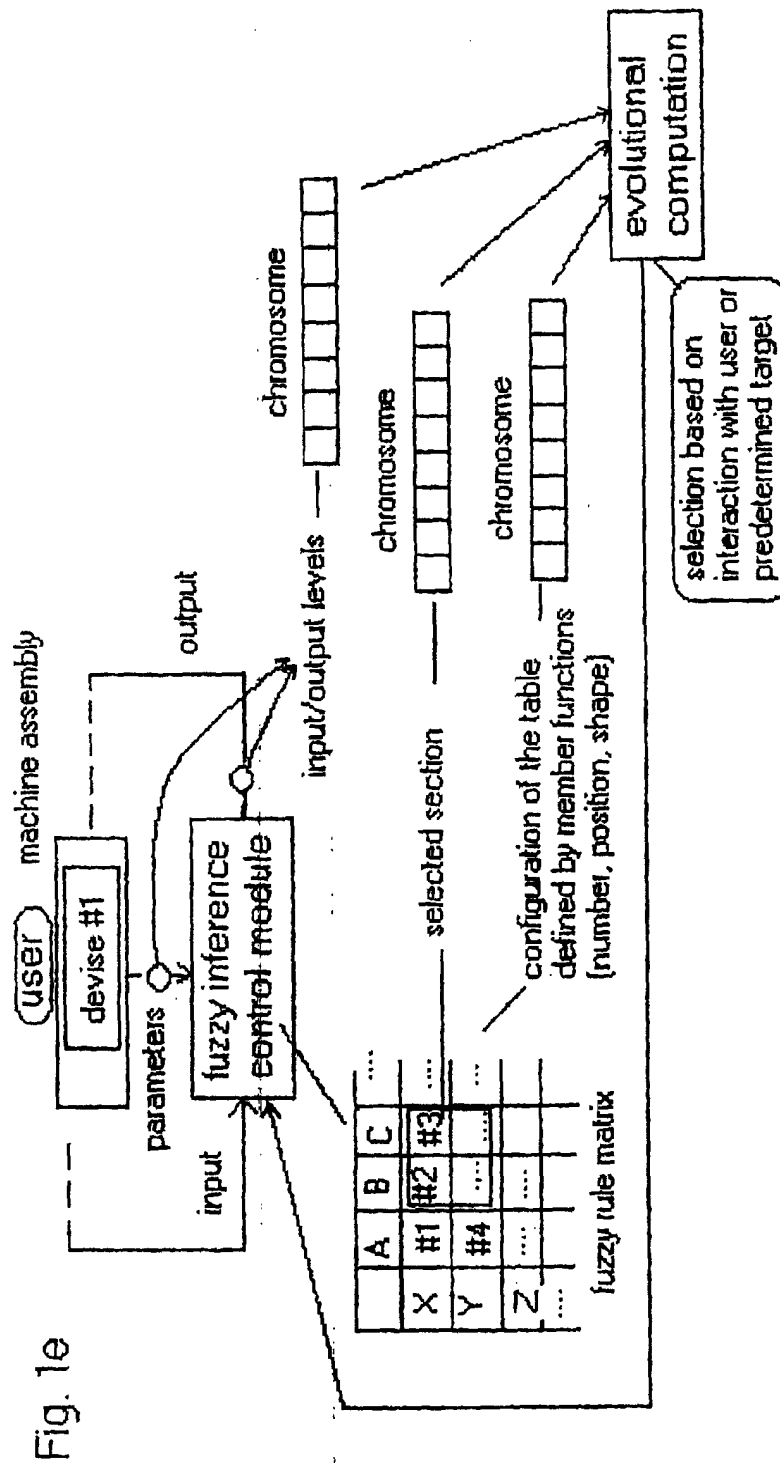 Fig. 1e
user
machine assembly
devise #1
parameters
input
output
fuzzy inference
control module
input/output levels
chromosome
A B C ....
X #1 #2 #3 ....
Y #4 .... .... ...
Z .... ....
....
fuzzy rule matrix
selected section
chromosome
configuration of the table
defined by member functions
(number, position, shape)
chromosome
evolutional
computation
selection based on
interaction with user or
predetermined target